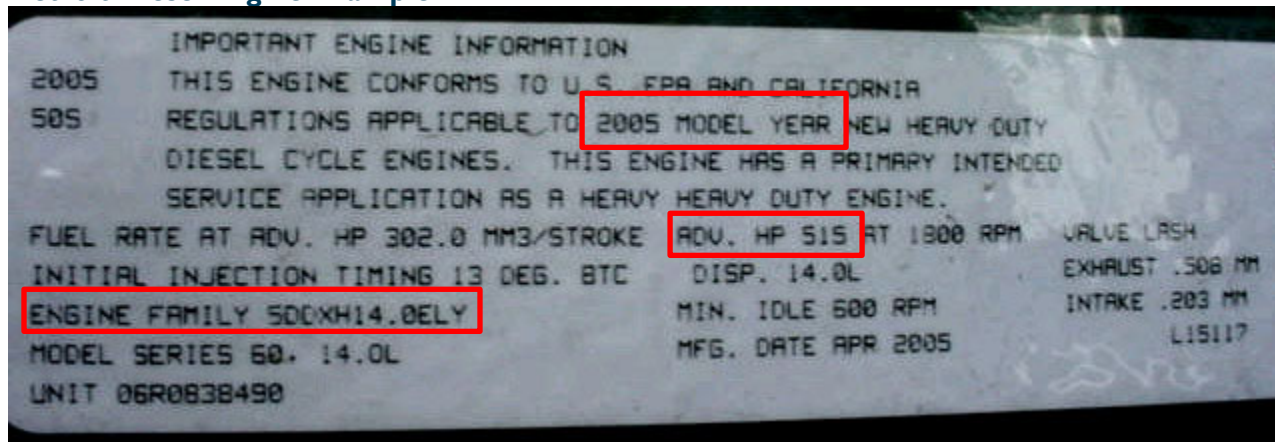 IMPORTANT ENGINE INFORMATION
2005 THIS ENGINE CONFORMS TO U.S. EPA AND CALIFORNIA
50S REGULATIONS APPLICABLE TO 2005 MODEL YEAR NEW HEAVY DUTY
DIESEL CYCLE ENGINES. THIS ENGINE HAS A PRIMARY INTENDED
SERVICE APPLICATION AS A HEAVY HEAVY DUTY ENGINE.
FUEL RATE AT ADV. HP 302.0 MM3/STROKE ADV. HP 515 AT 1800 RPM VALVE LASH
INITIAL INJECTION TIMING 13 DEG. BTC DISP. 14.0L EXHAUST .508 MM
ENGINE FAMILY 5DDXH14.0ELY MIN. IDLE 600 RPM INTAKE .203 MM
MODEL SERIES 60. 14.0L MFG. DATE APR 2005 L15117
UNIT 06R0838490